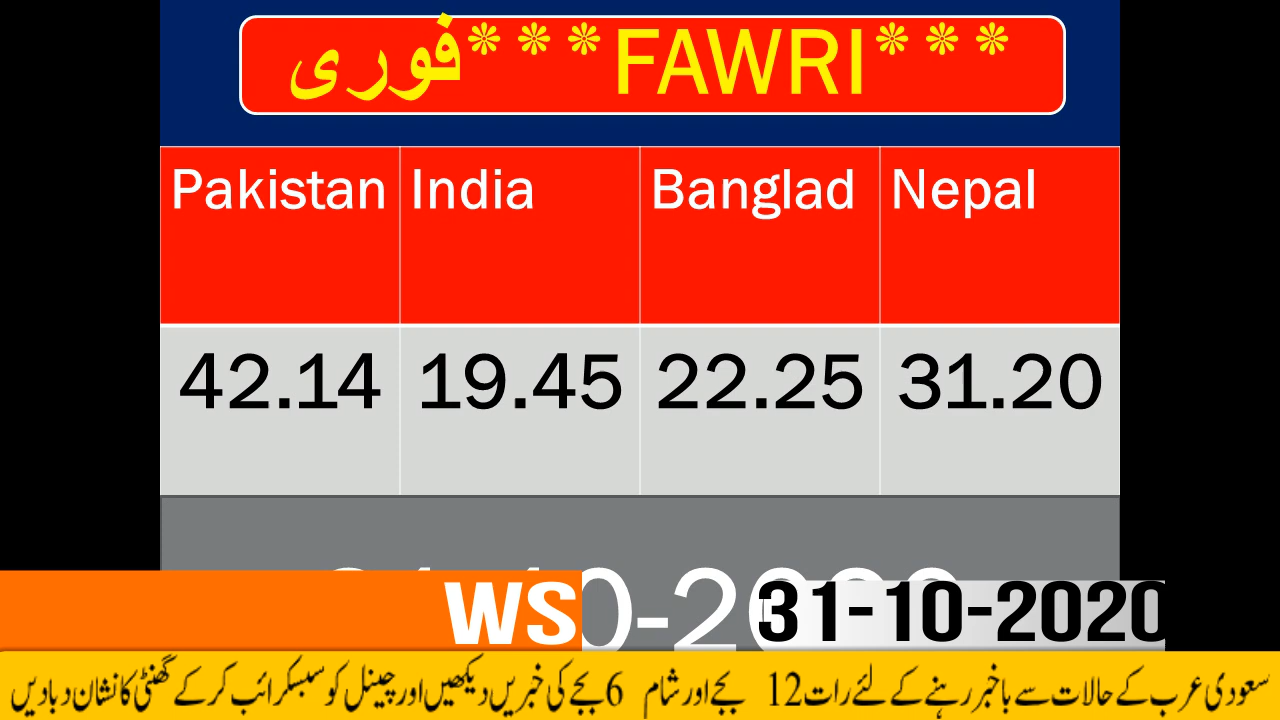 فوری***FAWRI***
Pakistan India Banglad Nepal
42.14 19.45 22.25 31.20
WS 31-10-2020
سعودی عرب کے حالات سے باخبر رہنے کے لئے رات 12 بجے اور شام 6 بجے کی خبریں دیکھیں اور چینل کو سبسکرائب کر کے گھنٹی کا نشان دبا دیں